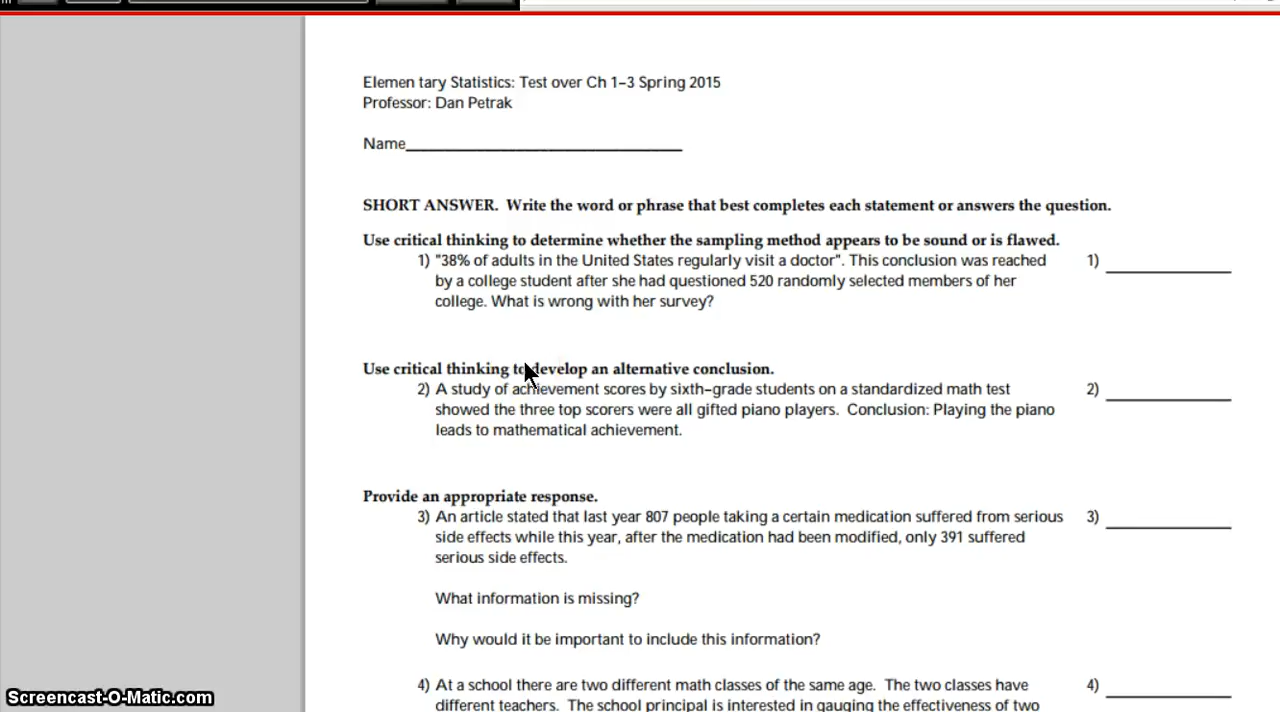 Elemen tary Statistics: Test over Ch 1–3 Spring 2015
Professor: Dan Petrak
Name
SHORT ANSWER. Write the word or phrase that best completes each statement or answers the question.
Use critical thinking to determine whether the sampling method appears to be sound or is flawed.
1) "38% of adults in the United States regularly visit a doctor". This conclusion was reached 1)
by a college student after she had questioned 520 randomly selected members of her
college. What is wrong with her survey?
Use critical thinking to develop an alternative conclusion.
2) A study of achievement scores by sixth–grade students on a standardized math test 2)
showed the three top scorers were all gifted piano players. Conclusion: Playing the piano
leads to mathematical achievement.
Provide an appropriate response.
3) An article stated that last year 807 people taking a certain medication suffered from serious 3)
side effects while this year, after the medication had been modified, only 391 suffered
serious side effects.
What information is missing?
Why would it be important to include this information?
4) At a school there are two different math classes of the same age. The two classes have 4)
different teachers. The school principal is interested in gauging the effectiveness of two
Screencast-O-Matic.com